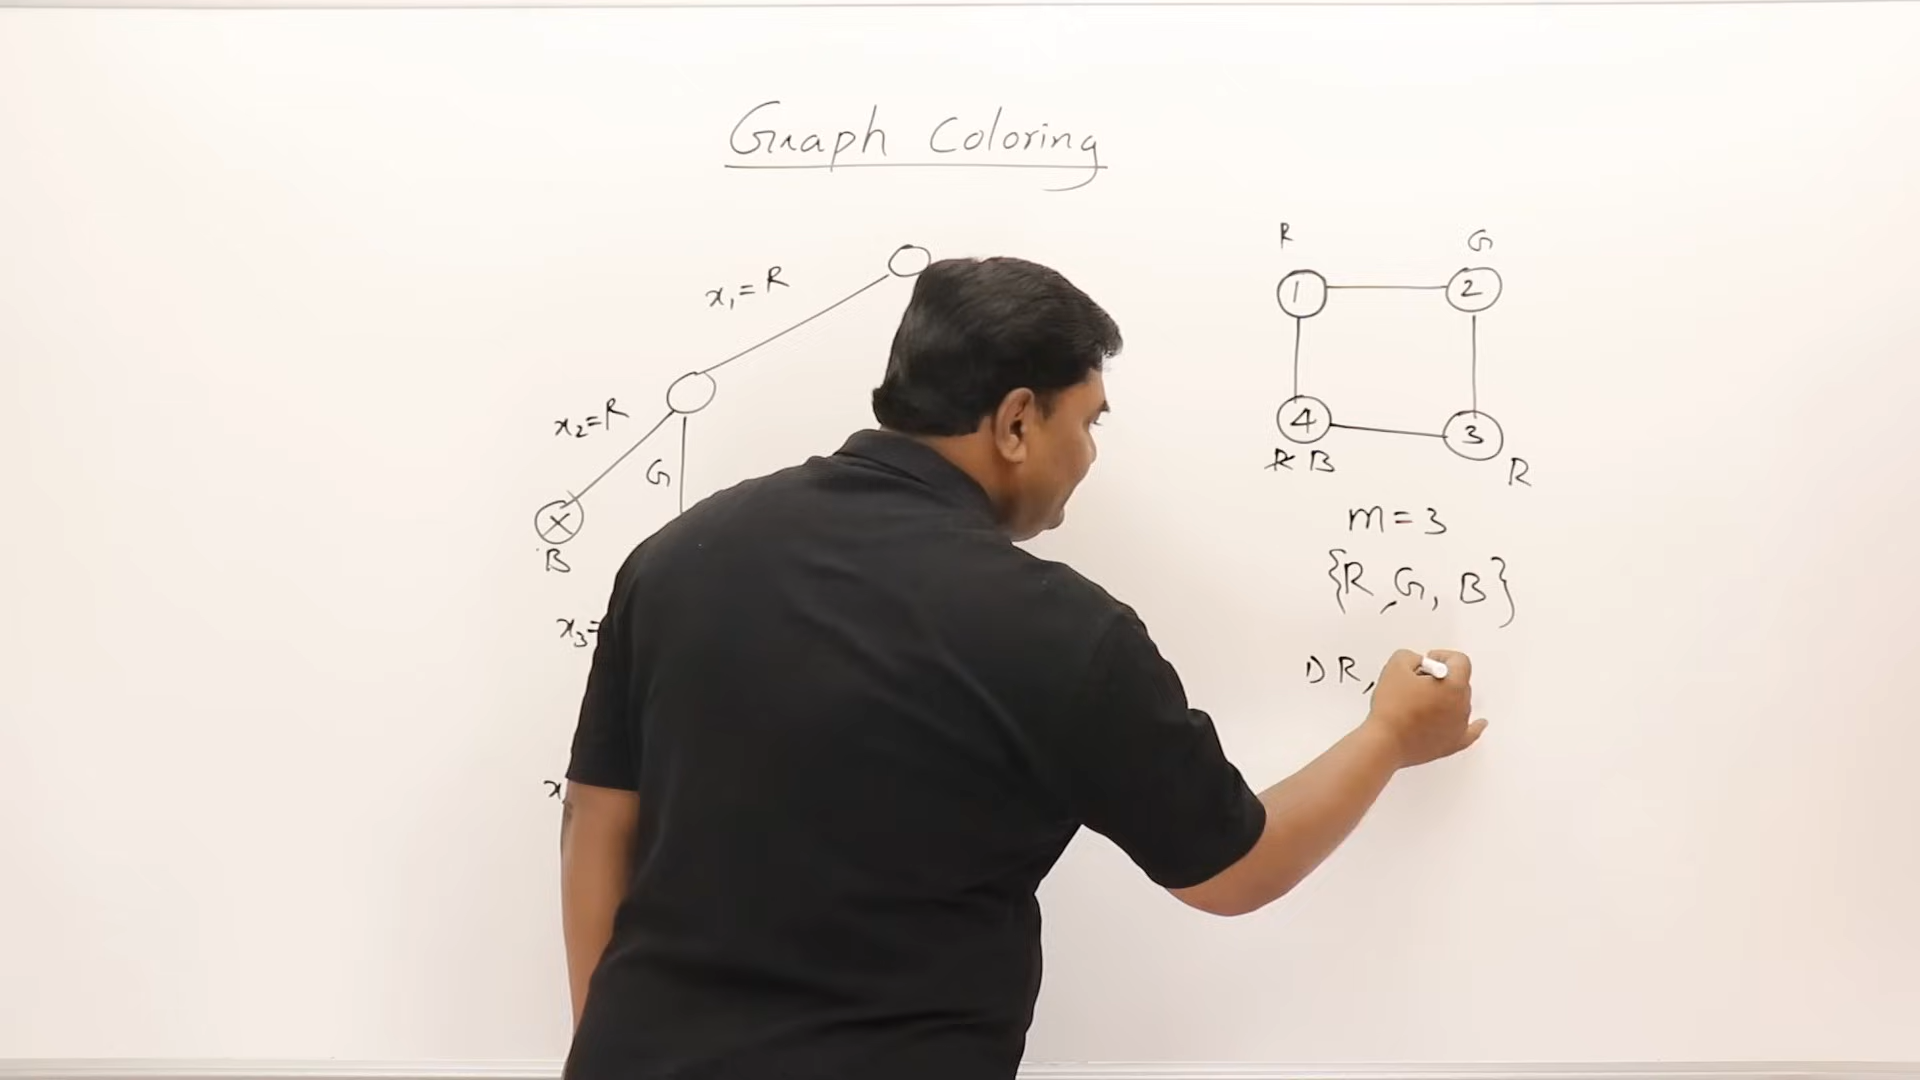 Graph Coloring
x₁=R
x₂=R
G
X
B
x₃=
x
R G
1 2
4 3
R B R
m=3
{R,G,B}
1) R,